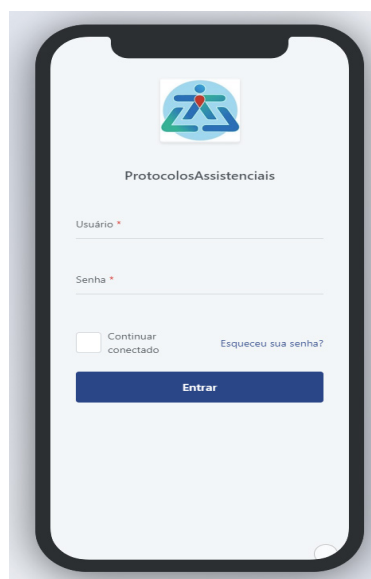 ProtocolosAssistenciais
Usuário *
Senha *
Continuar
conectado
Esqueceu sua senha?
Entrar